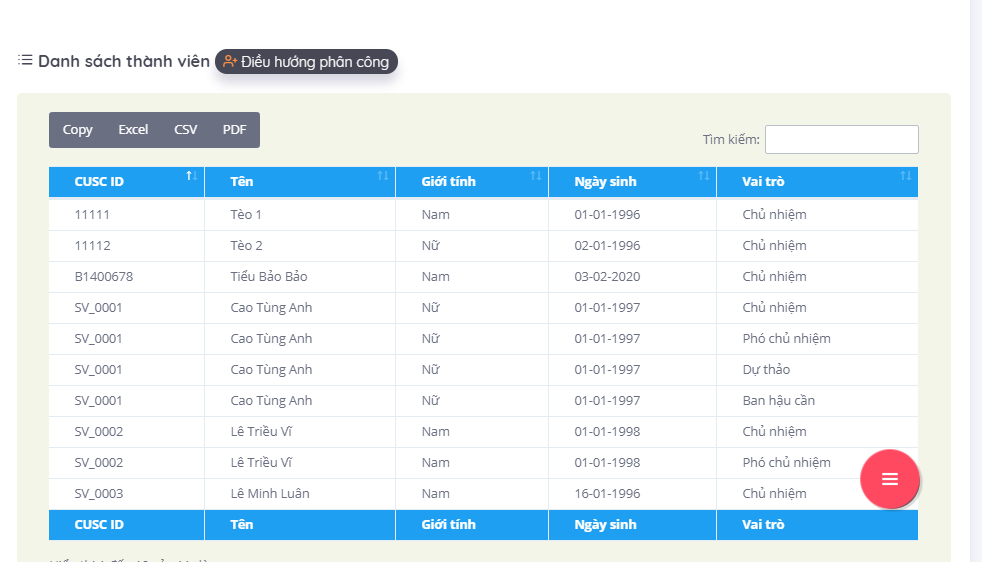 Danh sách thành viên Điều hướng phân công
Copy Excel CSV PDF
Tìm kiếm:
CUSC ID Tên Giới tính Ngày sinh Vai trò
11111 Tèo 1 Nam 01-01-1996 Chủ nhiệm
11112 Tèo 2 Nữ 02-01-1996 Chủ nhiệm
B1400678 Tiểu Bảo Bảo Nam 03-02-2020 Chủ nhiệm
SV_0001 Cao Tùng Anh Nữ 01-01-1997 Chủ nhiệm
SV_0001 Cao Tùng Anh Nữ 01-01-1997 Phó chủ nhiệm
SV_0001 Cao Tùng Anh Nữ 01-01-1997 Dự thảo
SV_0001 Cao Tùng Anh Nữ 01-01-1997 Ban hậu cần
SV_0002 Lê Triều Vĩ Nam 01-01-1998 Chủ nhiệm
SV_0002 Lê Triều Vĩ Nam 01-01-1998 Phó chủ nhiệm
SV_0003 Lê Minh Luân Nam 16-01-1996 Chủ nhiệm
CUSC ID Tên Giới tính Ngày sinh Vai trò